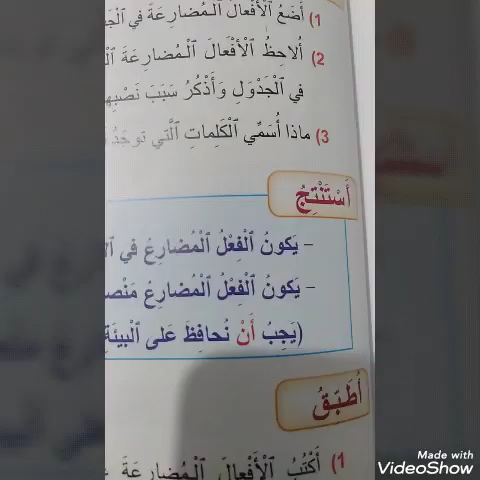 1) أَضَعُ ٱلْأَفْعالَ ٱلْمُضارِعَةَ في
2) أُلاحِظُ ٱلْأَفْعَالَ ٱلْمُضارِعَةَ
في ٱلْجَدْوَلِ وَأَذْكُرُ سَبَبَ
3) ماذا أُسَمِّي ٱلْكَلِماتِ ٱلَّتي
أَسْتَنْتِجُ
- يَكونُ ٱلْفِعْلُ ٱلْمُضارِعُ في
- يَكونُ ٱلْفِعْلُ ٱلْمُضارِعُ
(يَجِبُ أَنْ نُحافِظَ عَلى ٱلْبيئَةِ
أُطَبِّقُ
1) أَكْتُبُ ٱلْأَفْعالَ ٱلْمُضارِعَةَ
Made with
VideoShow